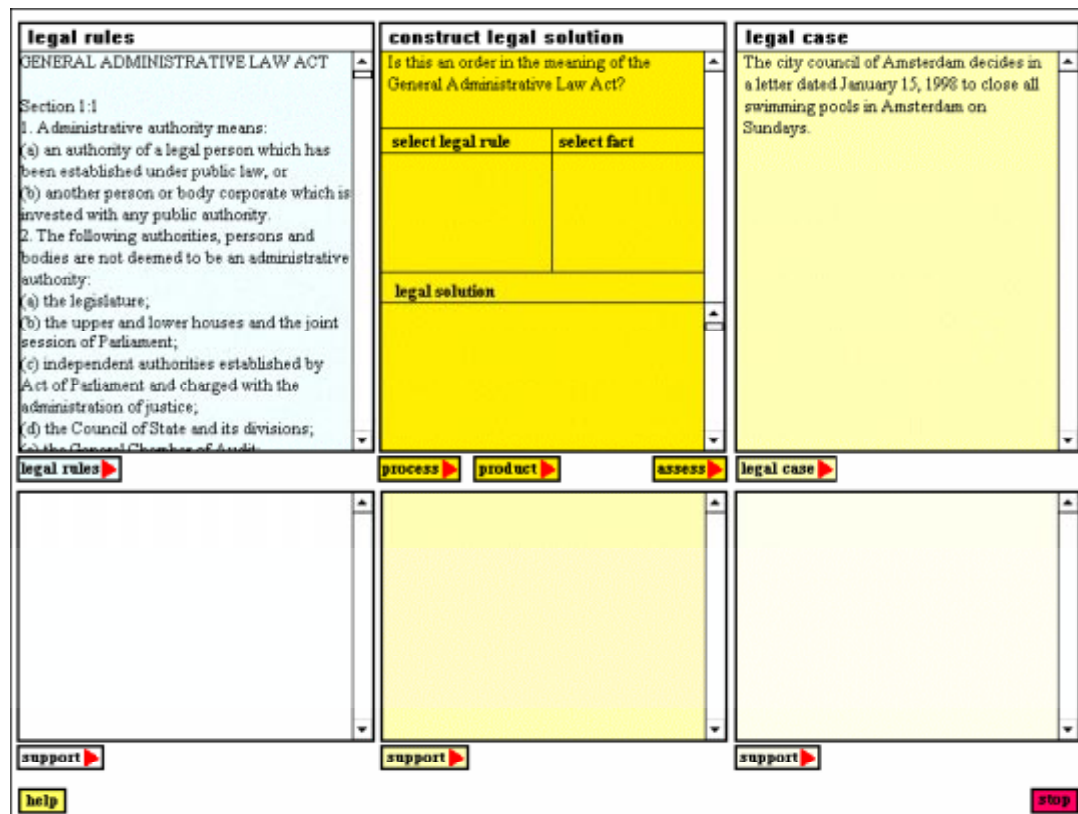 legal rules
GENERAL ADMINISTRATIVE LAW ACT
Section 1:1
1. Administrative authority means:
(a) an authority of a legal person which has
been established under public law, or
(b) another person or body corporate which is
invested with any public authority.
2. The following authorities, persons and
bodies are not deemed to be an administrative
authority:
(a) the legislature;
(b) the upper and lower houses and the joint
session of Parliament;
(c) independent authorities established by
Act of Parliament and charged with the
administration of justice;
(d) the Council of State and its divisions;
(e) the General Chamber of Audit;
legal rules
construct legal solution
Is this an order in the meaning of the
General Administrative Law Act?
select legal rule
select fact
legal solution
process
product
assess
legal case
The city council of Amsterdam decides in
a letter dated January 15, 1998 to close all
swimming pools in Amsterdam on
Sundays.
legal case
support
support
support
help
stop